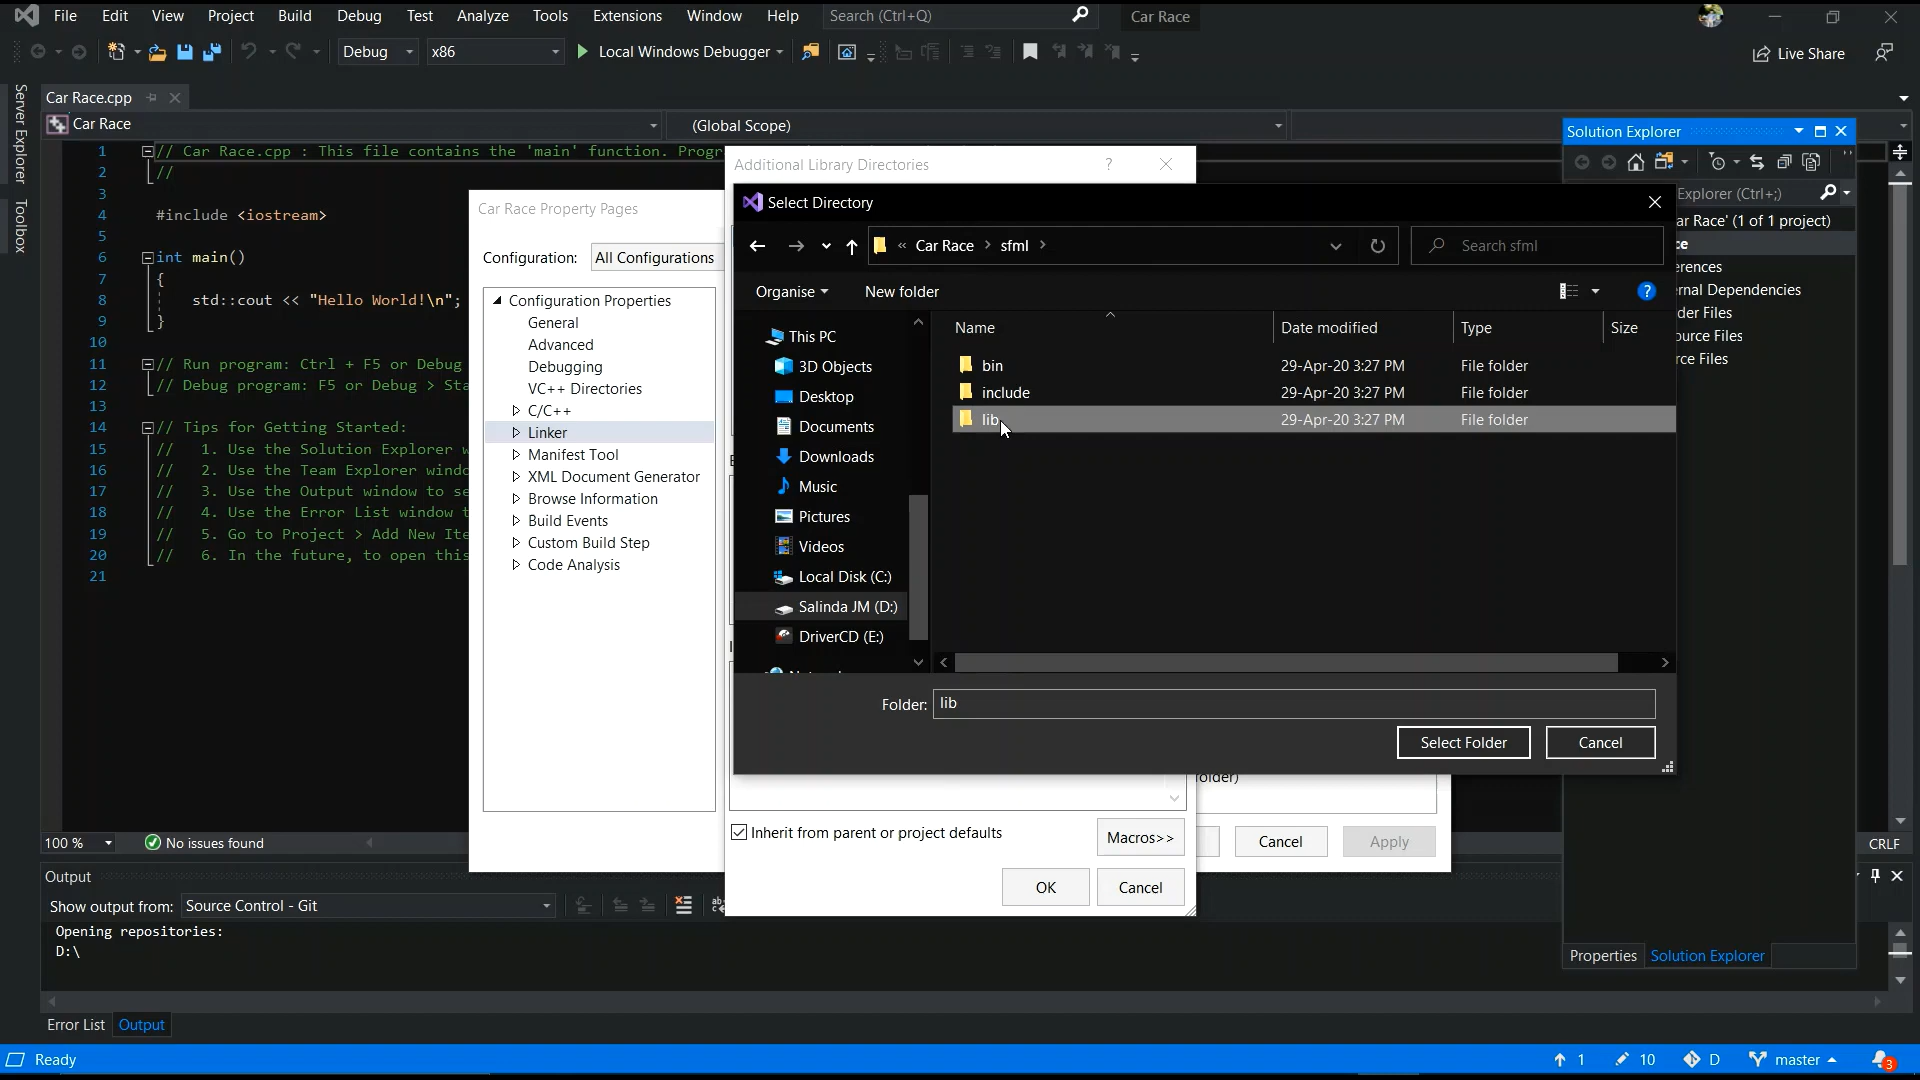 File Edit View Project Build Debug Test Analyze Tools Extensions Window Help Search (Ctrl+Q) Car Race
Debug x86 Local Windows Debugger Live Share
Server Explorer
Toolbox
Car Race.cpp
Car Race (Global Scope)
1 // Car Race.cpp : This file contains the 'main' function. Progr
2 //
3
4 #include <iostream>
5
6 int main()
7 {
8 std::cout << "Hello World!\n";
9 }
10
11 // Run program: Ctrl + F5 or Debug
12 // Debug program: F5 or Debug > Sta
13
14 // Tips for Getting Started:
15 // 1. Use the Solution Explorer w
16 // 2. Use the Team Explorer windo
17 // 3. Use the Output window to se
18 // 4. Use the Error List window t
19 // 5. Go to Project > Add New Ite
20 // 6. In the future, to open this
21
100 % No issues found
CRLF
Car Race Property Pages
Configuration: All Configurations
Configuration Properties
General
Advanced
Debugging
VC++ Directories
C/C++
Linker
Manifest Tool
XML Document Generator
Browse Information
Build Events
Custom Build Step
Code Analysis
older)
Cancel Apply
Additional Library Directories ?
Inherit from parent or project defaults Macros>>
OK Cancel
Select Directory
« Car Race > sfml > Search sfml
Organise New folder ?
This PC
3D Objects
Desktop
Documents
Downloads
Music
Pictures
Videos
Local Disk (C:)
Salinda JM (D:)
DriverCD (E:)
Name Date modified Type Size
bin 29-Apr-20 3:27 PM File folder
include 29-Apr-20 3:27 PM File folder
lib 29-Apr-20 3:27 PM File folder
Folder: lib
Select Folder Cancel
Solution Explorer
Explorer (Ctrl+;)
ar Race' (1 of 1 project)
ce
erences
rnal Dependencies
der Files
ource Files
rce Files
Properties Solution Explorer
Output
Show output from: Source Control - Git
Opening repositories:
D:\
Error List Output
Ready 1 10 D master 3